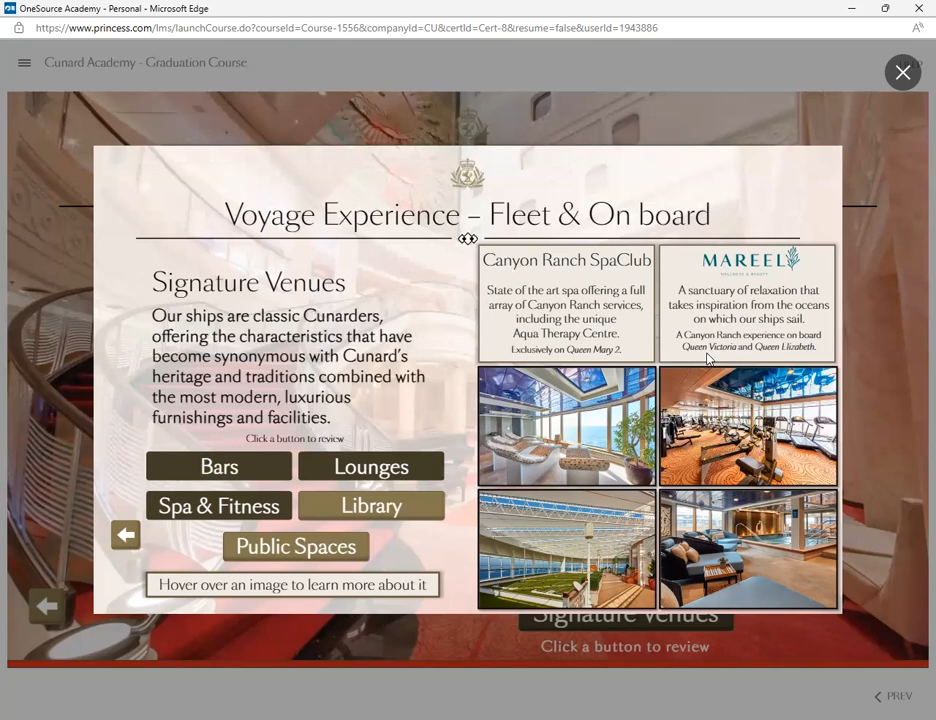 OneSource Academy - Personal - Microsoft Edge
https://www.princess.com/lms/launchCourse.do?courseId=Course-1556&companyId=CU&certId=Cert-8&resume=false&userId=1943886
Cunard Academy - Graduation Course
Voyage Experience – Fleet & On board
Signature Venues
Our ships are classic Cunarders,
offering the characteristics that have
become synonymous with Cunard's
heritage and traditions combined with
the most modern, luxurious
furnishings and facilities.
Click a button to review
Bars
Lounges
Spa & Fitness
Library
Public Spaces
Hover over an image to learn more about it
Canyon Ranch SpaClub
State of the art spa offering a full
array of Canyon Ranch services,
including the unique
Aqua Therapy Centre.
Exclusively on Queen Mary 2.
MAREEL
WELLNESS & BEAUTY
A sanctuary of relaxation that
takes inspiration from the oceans
on which our ships sail.
A Canyon Ranch experience on board
Queen Victoria and Queen Elizabeth.
Signature Venues
Click a button to review
PREV